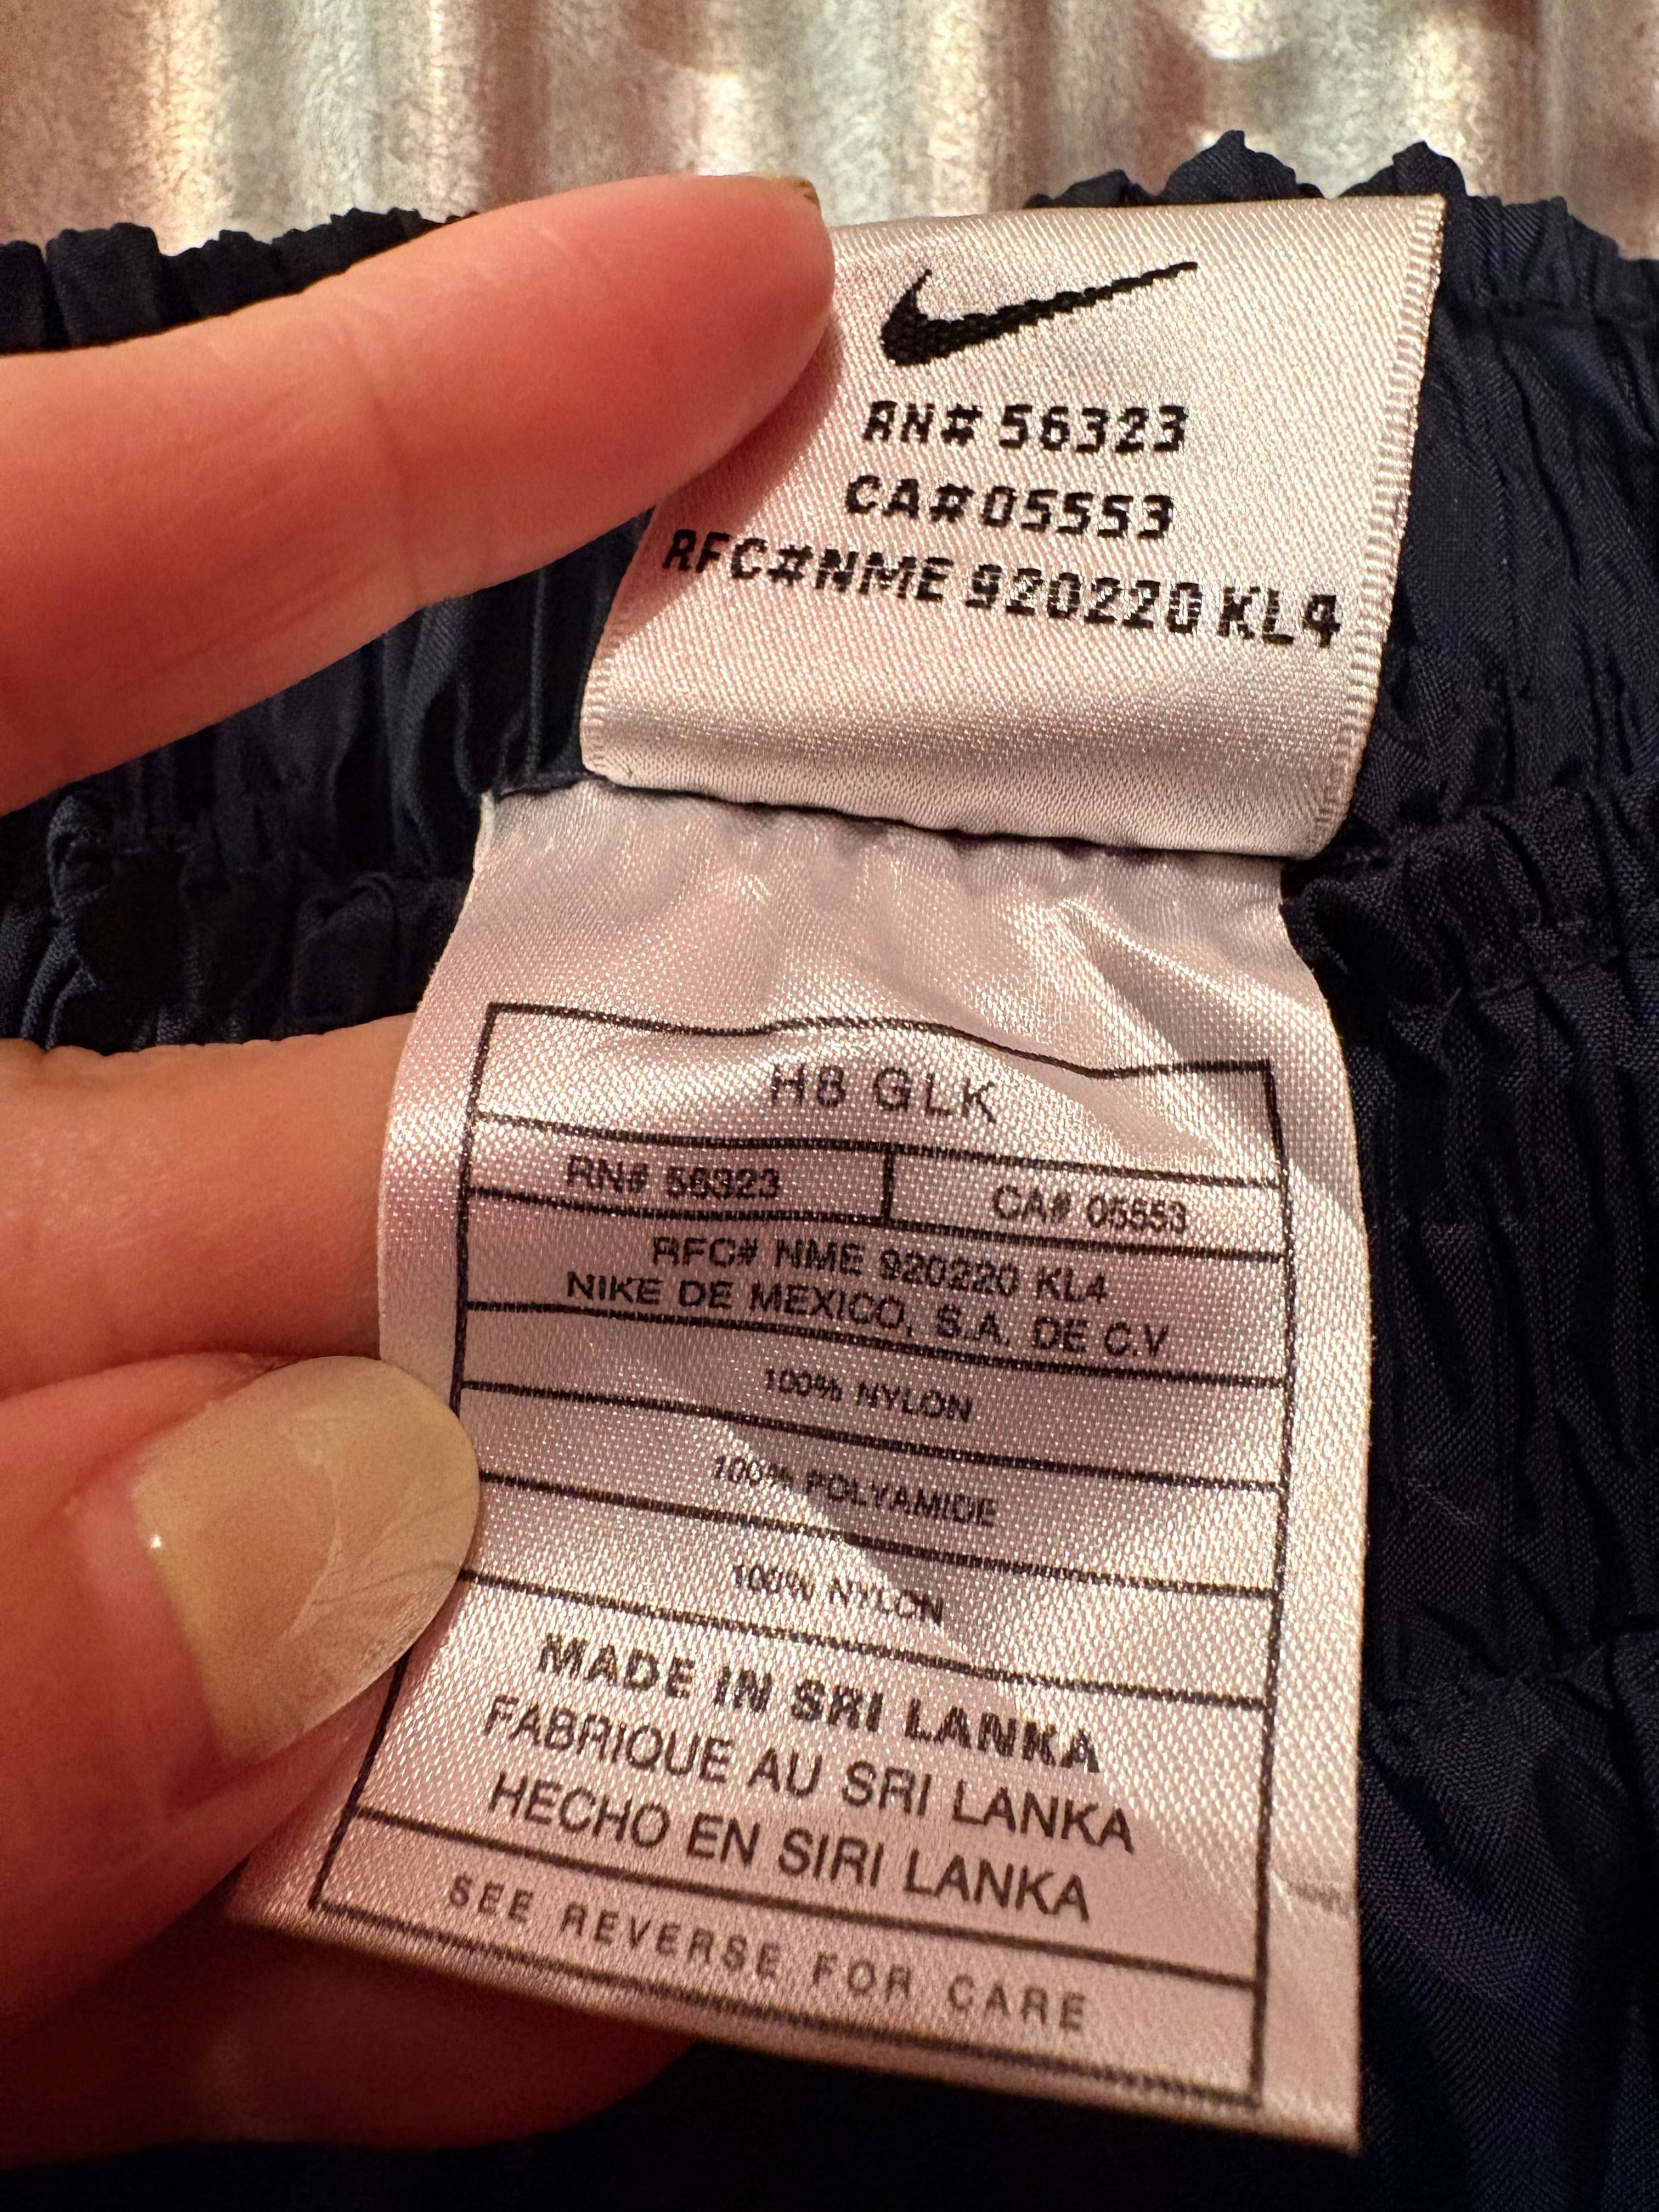 RN# 56323
CA# 05553
RFC#NME 920220 KL4
H8 GLK
RN# 56323 CA# 05553
RFC# NME 920220 KL4
NIKE DE MEXICO, S.A. DE C.V
100% NYLON
100% POLYAMIDE
100% NYLON
MADE IN SRI LANKA
FABRIQUE AU SRI LANKA
HECHO EN SIRI LANKA
SEE REVERSE FOR CARE